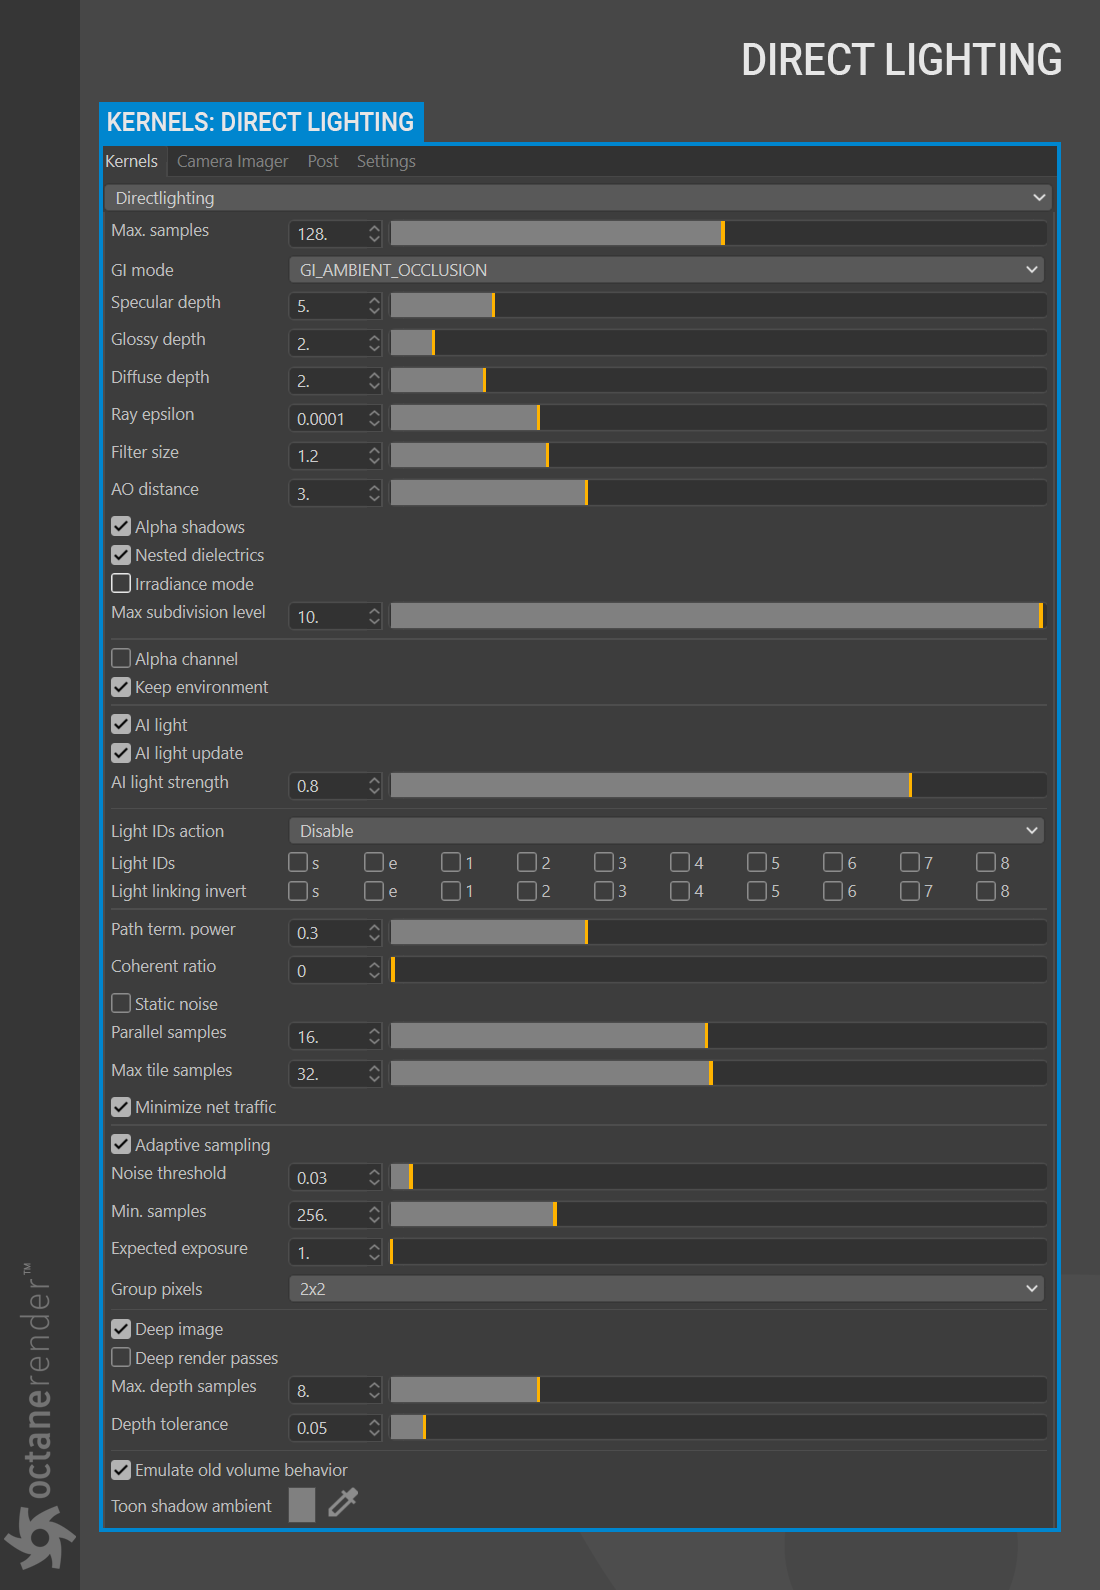 DIRECT LIGHTING
KERNELS: DIRECT LIGHTING
Kernels Camera Imager Post Settings
Directlighting
Max. samples 128.
GI mode GI_AMBIENT_OCCLUSION
Specular depth 5.
Glossy depth 2.
Diffuse depth 2.
Ray epsilon 0.0001
Filter size 1.2
AO distance 3.
Alpha shadows
Nested dielectrics
Irradiance mode
Max subdivision level 10.
Alpha channel
Keep environment
AI light
AI light update
AI light strength 0.8
Light IDs action Disable
Light IDs s e 1 2 3 4 5 6 7 8
Light linking invert s e 1 2 3 4 5 6 7 8
Path term. power 0.3
Coherent ratio 0
Static noise
Parallel samples 16.
Max tile samples 32.
Minimize net traffic
Adaptive sampling
Noise threshold 0.03
Min. samples 256.
Expected exposure 1.
Group pixels 2x2
Deep image
Deep render passes
Max. depth samples 8.
Depth tolerance 0.05
Emulate old volume behavior
Toon shadow ambient
octanerender™